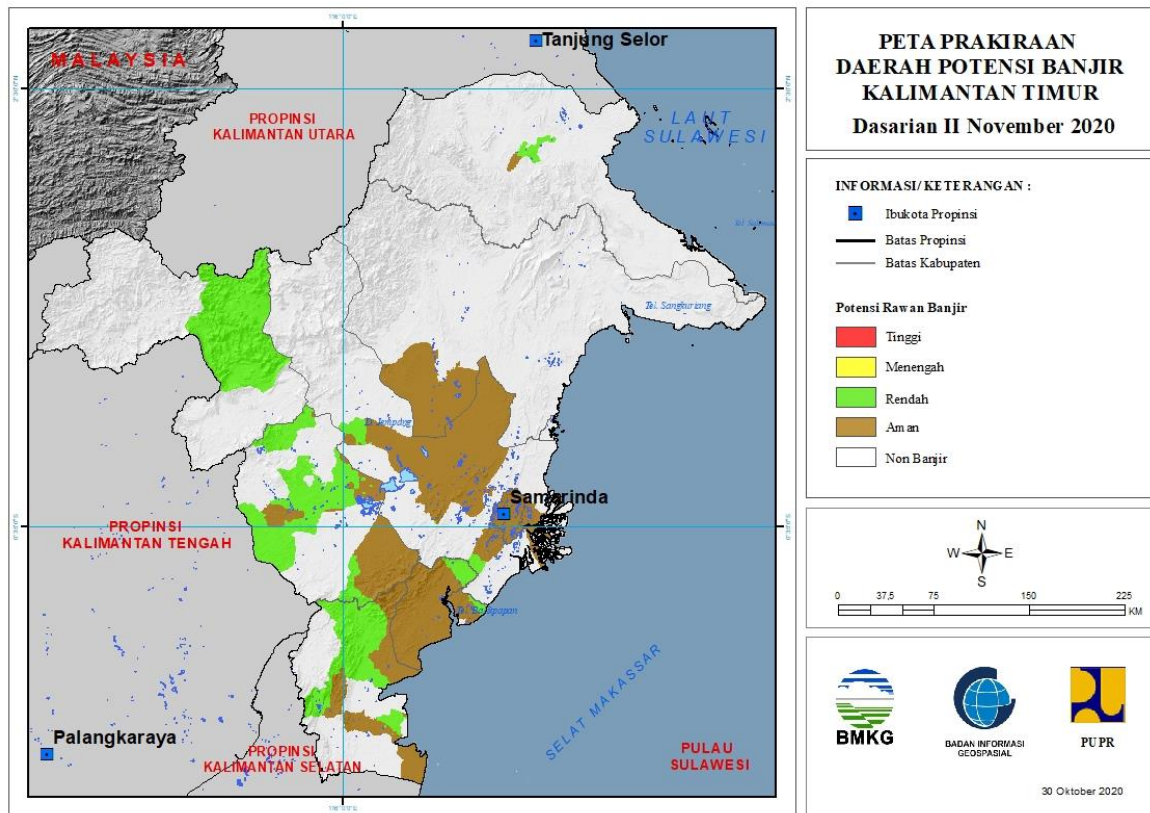 Tanjung Selor
MALAYSIA
PROPINSI
KALIMANTAN UTARA
LAUT
SULAWESI
Tel. Sangkuriang
D. Jempang
Samarinda
PROPINSI
KALIMANTAN TENGAH
SELAT MAKASSAR
Palangkaraya
PROPINSI
KALIMANTAN SELATAN
PULAU
SULAWESI
PETA PRAKIRAAN
DAERAH POTENSI BANJIR
KALIMANTAN TIMUR
Dasarian II November 2020
INFORMASI/ KETERANGAN :
Ibukota Propinsi
Batas Propinsi
Batas Kabupaten
Potensi Rawan Banjir
Tinggi
Menengah
Rendah
Aman
Non Banjir
N
W E
S
0 37,5 75 150 225
KM
BMKG
BADAN INFORMASI
GEOSPASIAL
PUPR
30 Oktober 2020